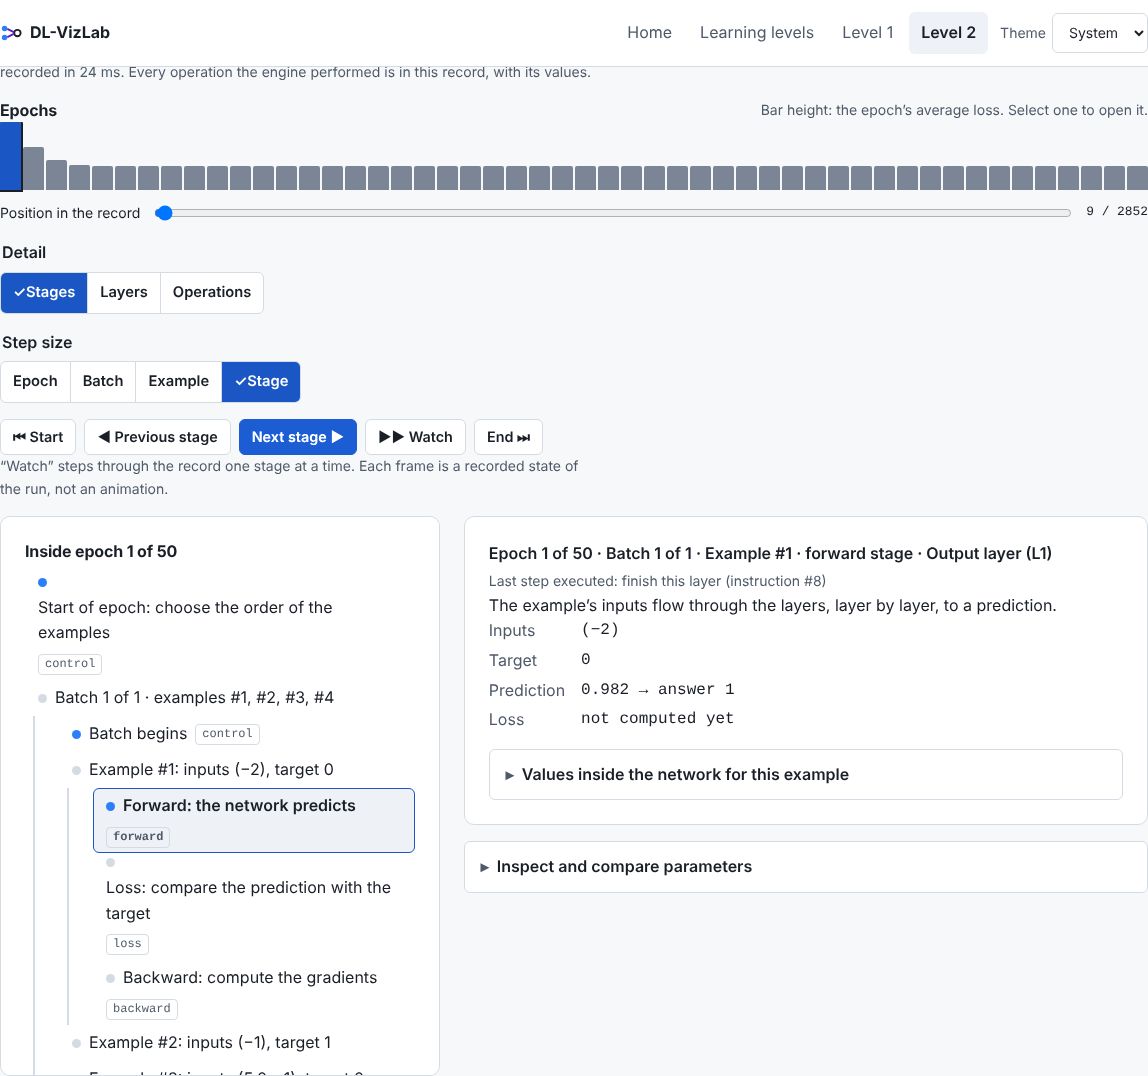 DL-VizLab
Home
Learning levels
Level 1
Level 2
Theme
System
recorded in 24 ms. Every operation the engine performed is in this record, with its values.
Epochs
Bar height: the epoch’s average loss. Select one to open it.
Position in the record
9 / 2852
Detail
✓Stages
Layers
Operations
Step size
Epoch
Batch
Example
✓Stage
⏮ Start
◀ Previous stage
Next stage ▶
▶▶ Watch
End ⏭
“Watch” steps through the record one stage at a time. Each frame is a recorded state of
the run, not an animation.
Inside epoch 1 of 50
Start of epoch: choose the order of the
examples
control
Batch 1 of 1 · examples #1, #2, #3, #4
Batch begins control
Example #1: inputs (−2), target 0
Forward: the network predicts
forward
Loss: compare the prediction with the
target
loss
Backward: compute the gradients
backward
Example #2: inputs (−1), target 1
Epoch 1 of 50 · Batch 1 of 1 · Example #1 · forward stage · Output layer (L1)
Last step executed: finish this layer (instruction #8)
The example’s inputs flow through the layers, layer by layer, to a prediction.
Inputs (−2)
Target 0
Prediction 0.982 → answer 1
Loss not computed yet
▶ Values inside the network for this example
▶ Inspect and compare parameters